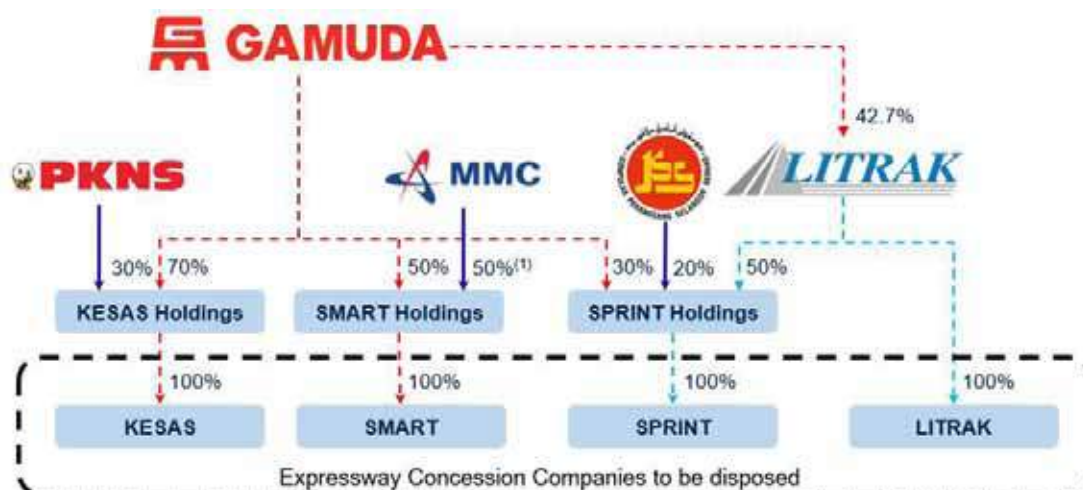 GAMUDA
42.7%
PKNS
MMC
LITRAK
30% 70% 50% 50%(1) 30% 20% 50%
KESAS Holdings SMART Holdings SPRINT Holdings
100% 100% 100% 100%
KESAS SMART SPRINT LITRAK
Expressway Concession Companies to be disposed